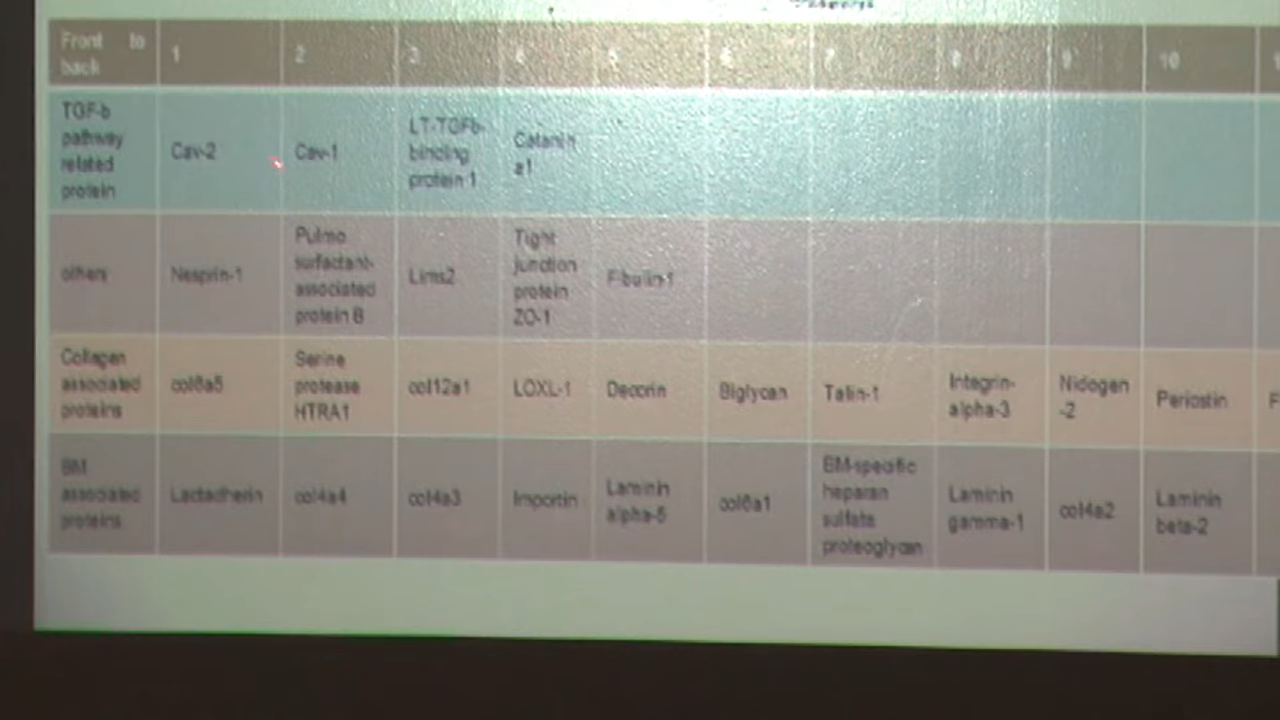 Front to back 1 2 3 4 5 6 7 8 9 10
TGF-b pathway related protein Cav-2 Cav-1 LT-TGFb-binding protein 1 Catanin a1
others Nesprin-1 Pulmo surfactant-associated protein B Lims2 Tight junction protein ZO-1 Fibulin-1
Collagen associated proteins col6a5 Serine protease HTRA1 col12a1 LOXL-1 Decorin Biglycan Talin-1 Integrin-alpha-3 Nidogen-2 Periostin F
BM associated proteins Lactadherin col4a4 col4a3 Importin Laminin alpha-5 col6a1 BM-specific heparan sulfate proteoglycan Laminin gamma-1 col4a2 Laminin beta-2